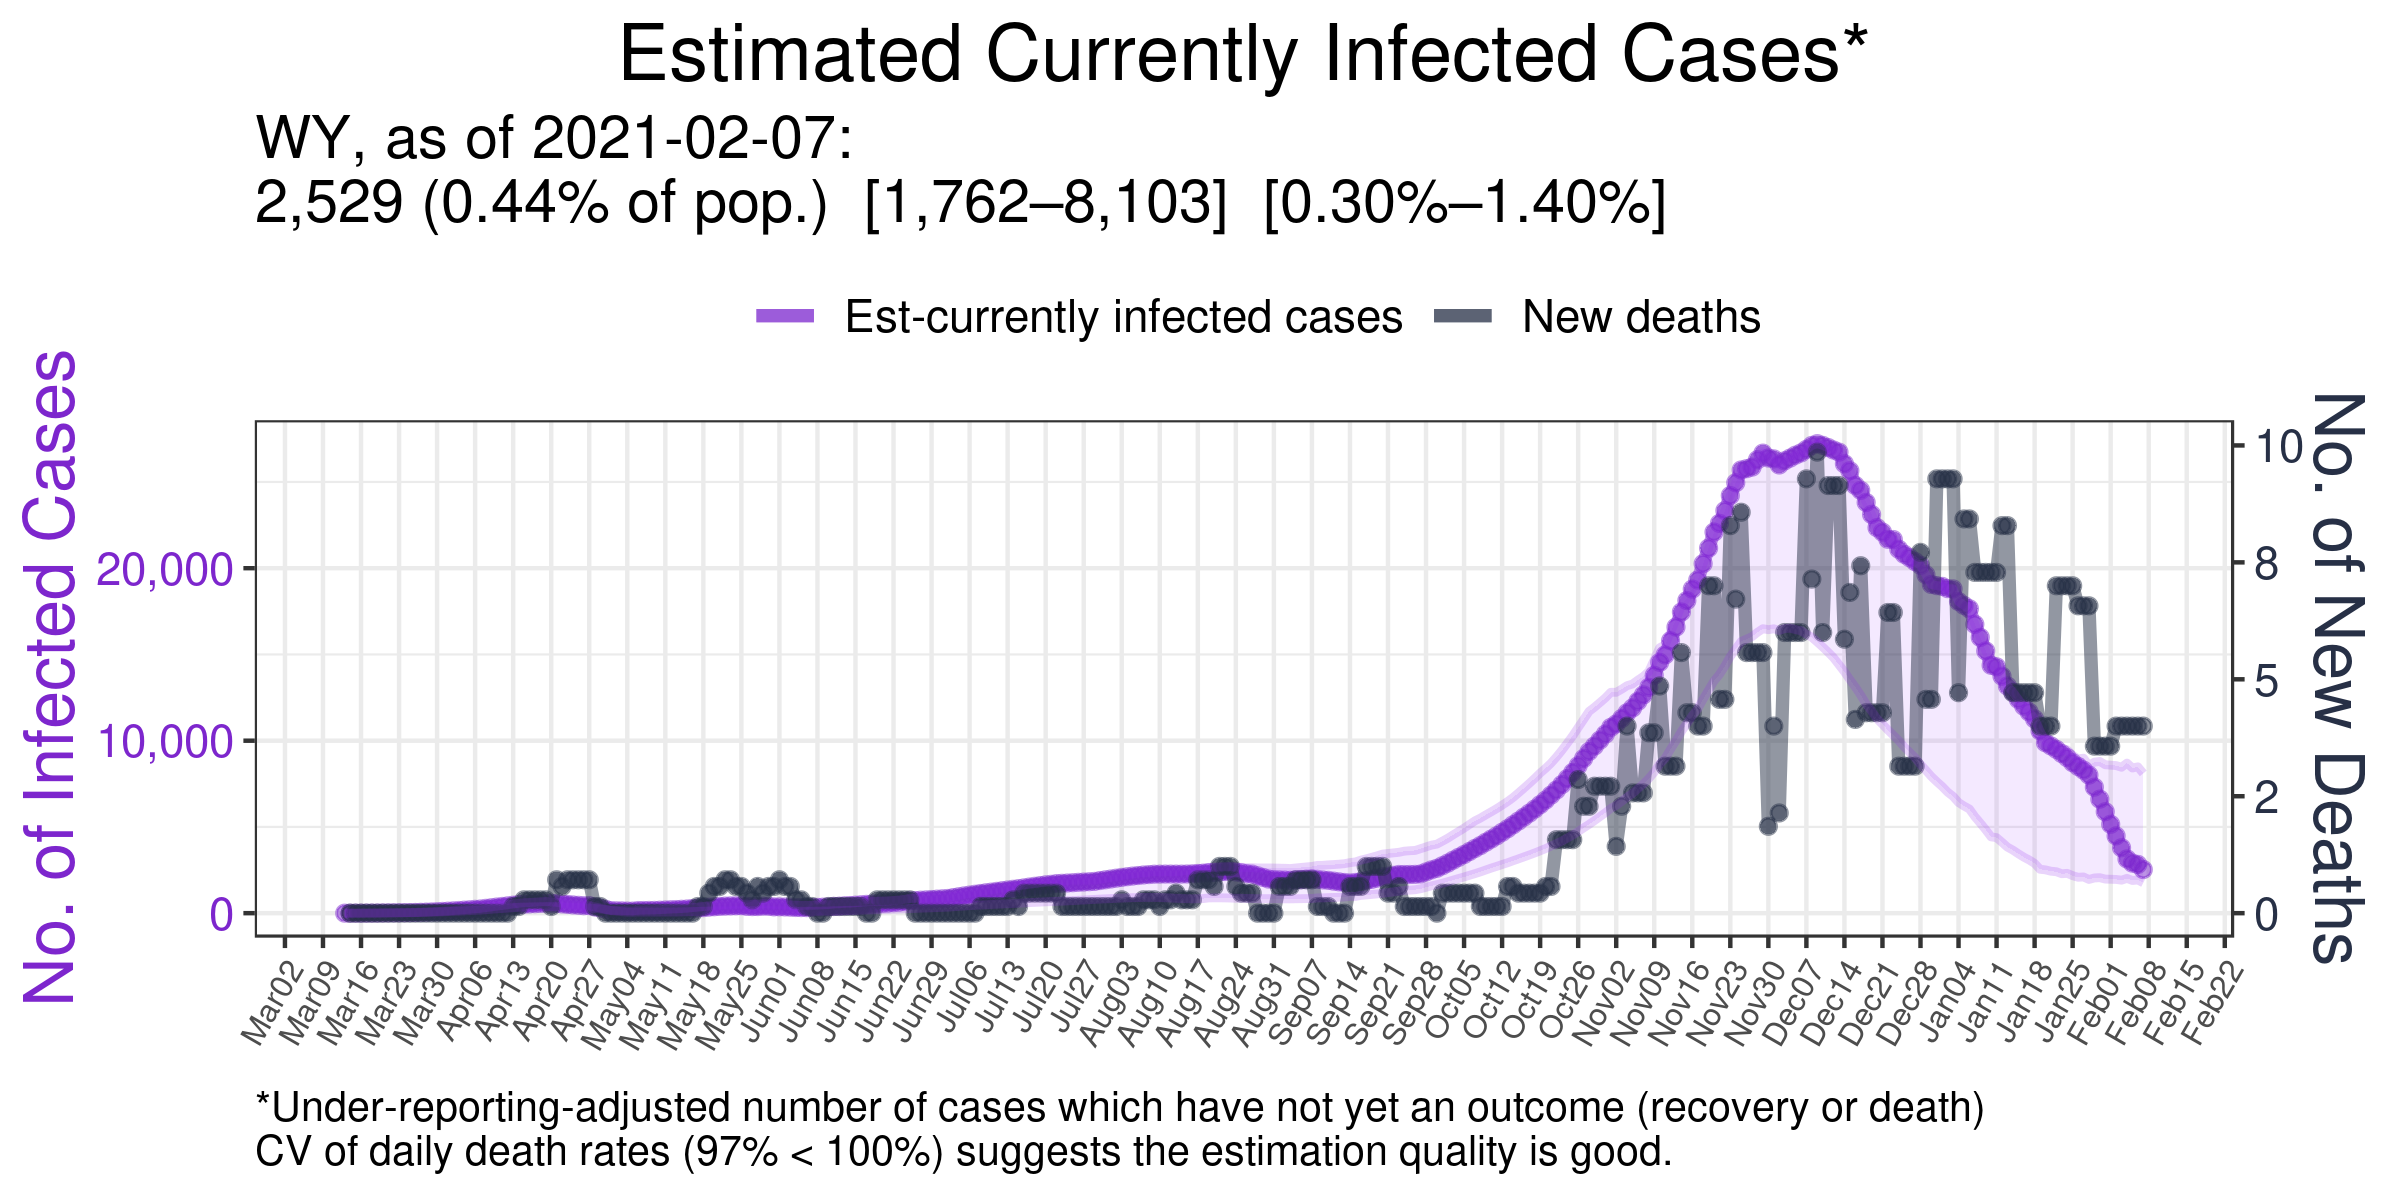 Estimated Currently Infected Cases*
WY, as of 2021-02-07:
2,529 (0.44% of pop.)  [1,762–8,103]  [0.30%–1.40%]
Est-currently infected cases
New deaths
No. of Infected Cases
20,000
10,000
0
10
8
5
2
0
No. of New Deaths
Mar02
Mar09
Mar16
Mar23
Mar30
Apr06
Apr13
Apr20
Apr27
May04
May11
May18
May25
Jun01
Jun08
Jun15
Jun22
Jun29
Jul06
Jul13
Jul20
Jul27
Aug03
Aug10
Aug17
Aug24
Aug31
Sep07
Sep14
Sep21
Sep28
Oct05
Oct12
Oct19
Oct26
Nov02
Nov09
Nov16
Nov23
Nov30
Dec07
Dec14
Dec21
Dec28
Jan04
Jan11
Jan18
Jan25
Feb01
Feb08
Feb15
Feb22
*Under-reporting-adjusted number of cases which have not yet an outcome (recovery or death)
CV of daily death rates (97% < 100%) suggests the estimation quality is good.